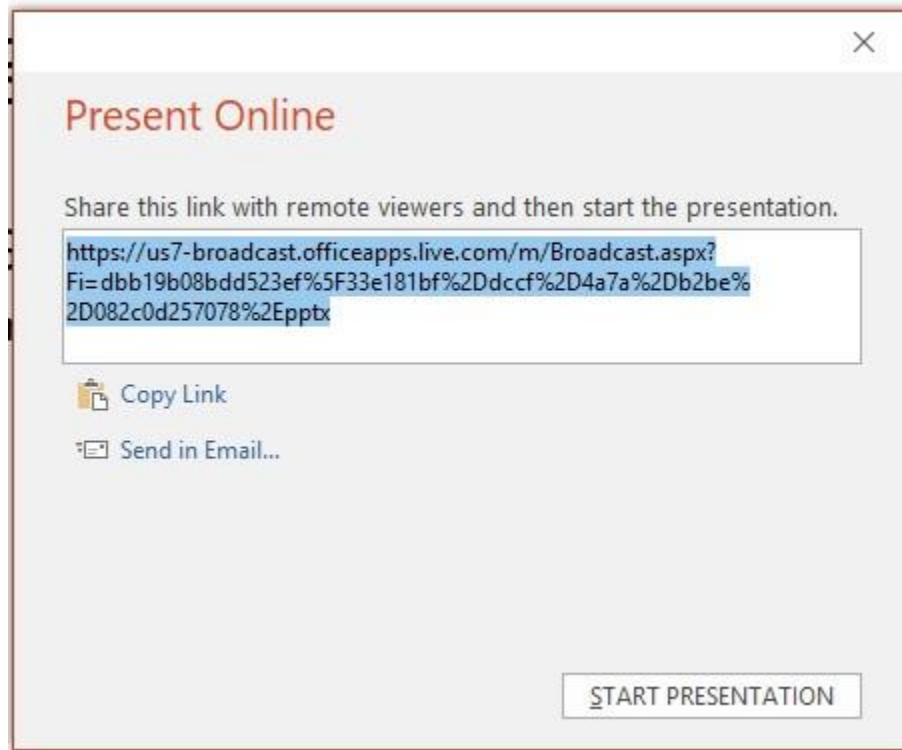 Present Online
Share this link with remote viewers and then start the presentation.
https://us7-broadcast.officeapps.live.com/m/Broadcast.aspx?
Fi=dbb19b08bdd523ef%5F33e181bf%2Ddccf%2D4a7a%2Db2be%
2D082c0d257078%2Epptx
Copy Link
Send in Email...
START PRESENTATION